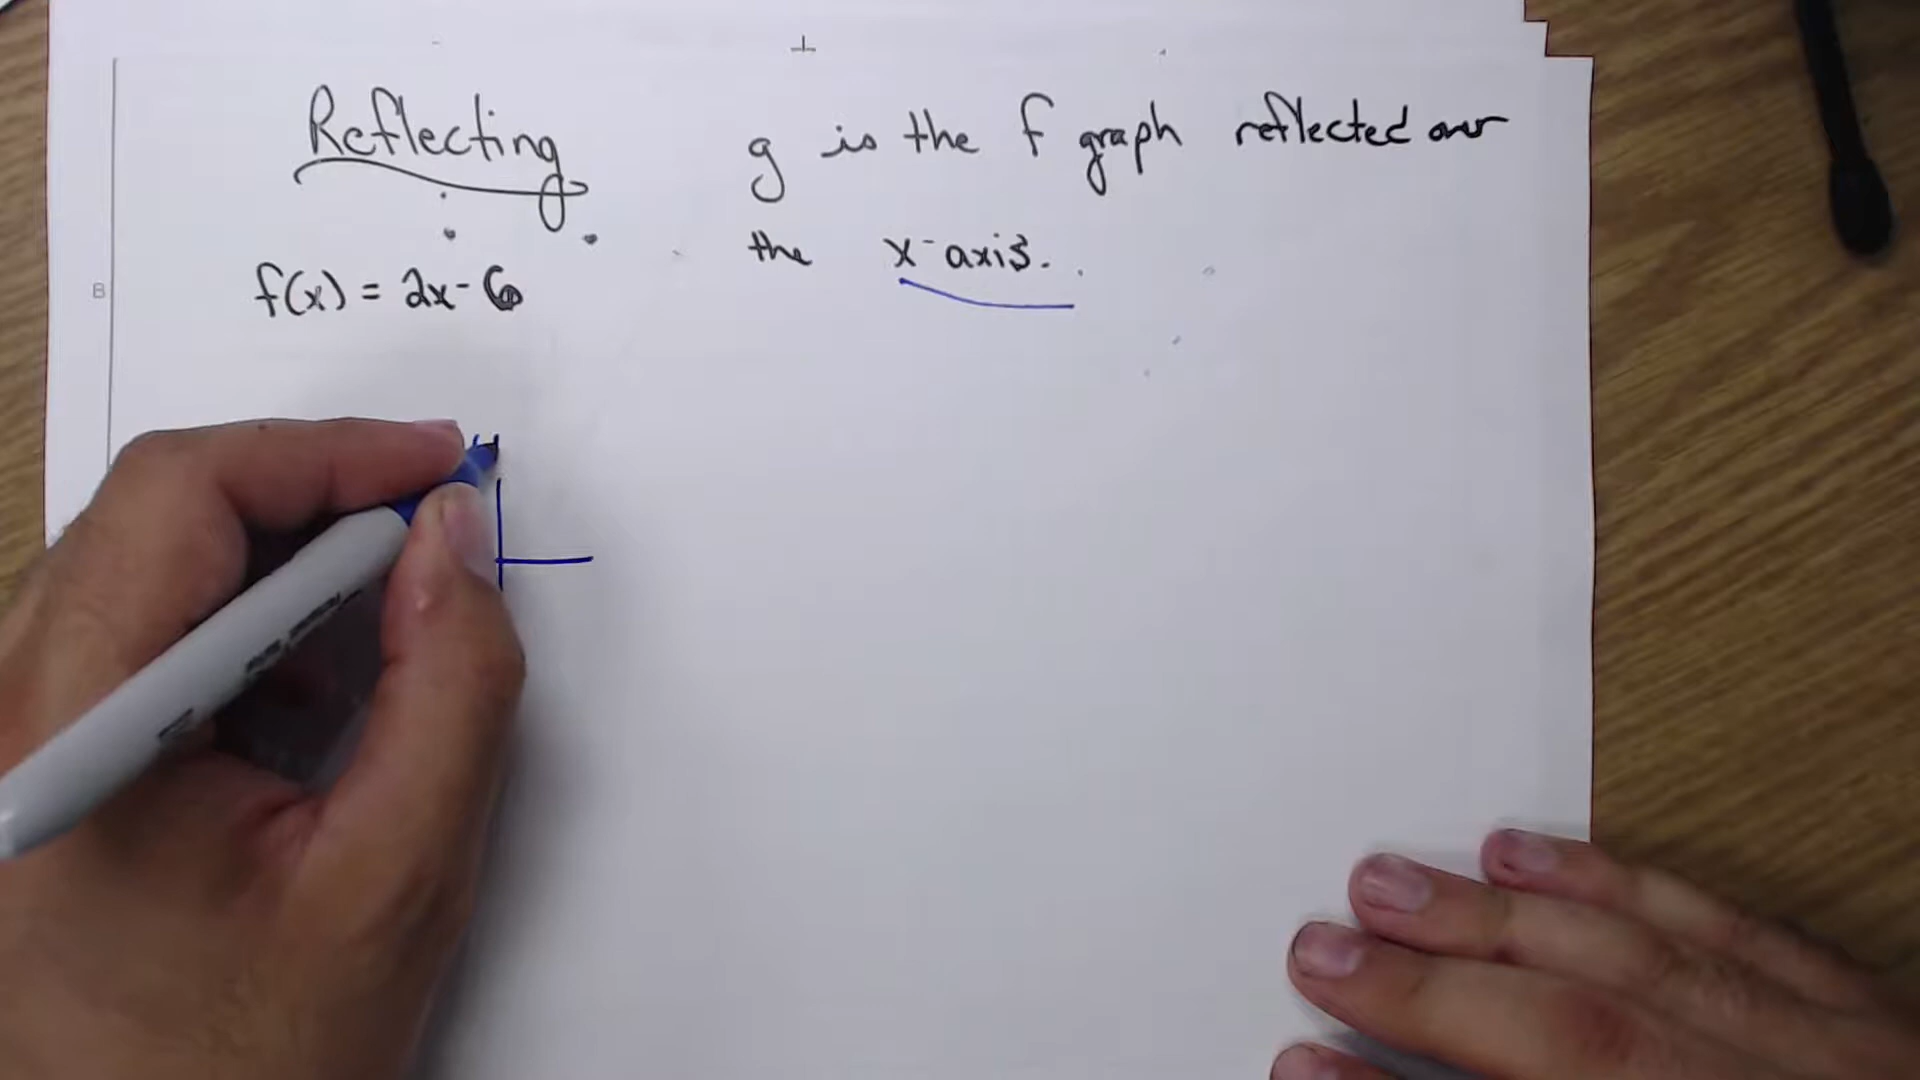 Reflecting
g is the f graph reflected over
the x-axis.
f(x) = 2x - 6
B